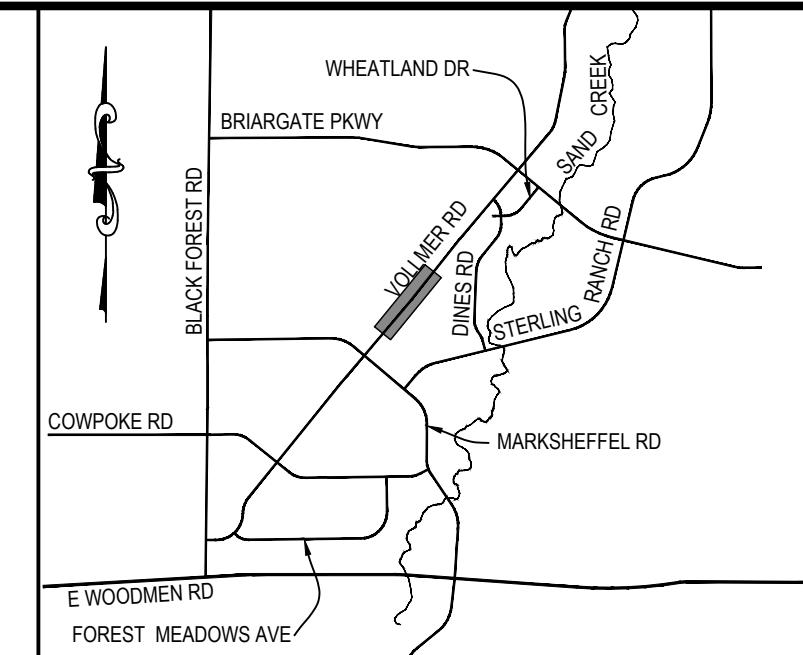 WHEATLAND DR
BRIARGATE PKWY
SAND CREEK
BLACK FOREST RD
VOLLMER RD
DINES RD
STERLING RANCH RD
COWPOKE RD
MARKSHEFFEL RD
E WOODMEN RD
FOREST MEADOWS AVE